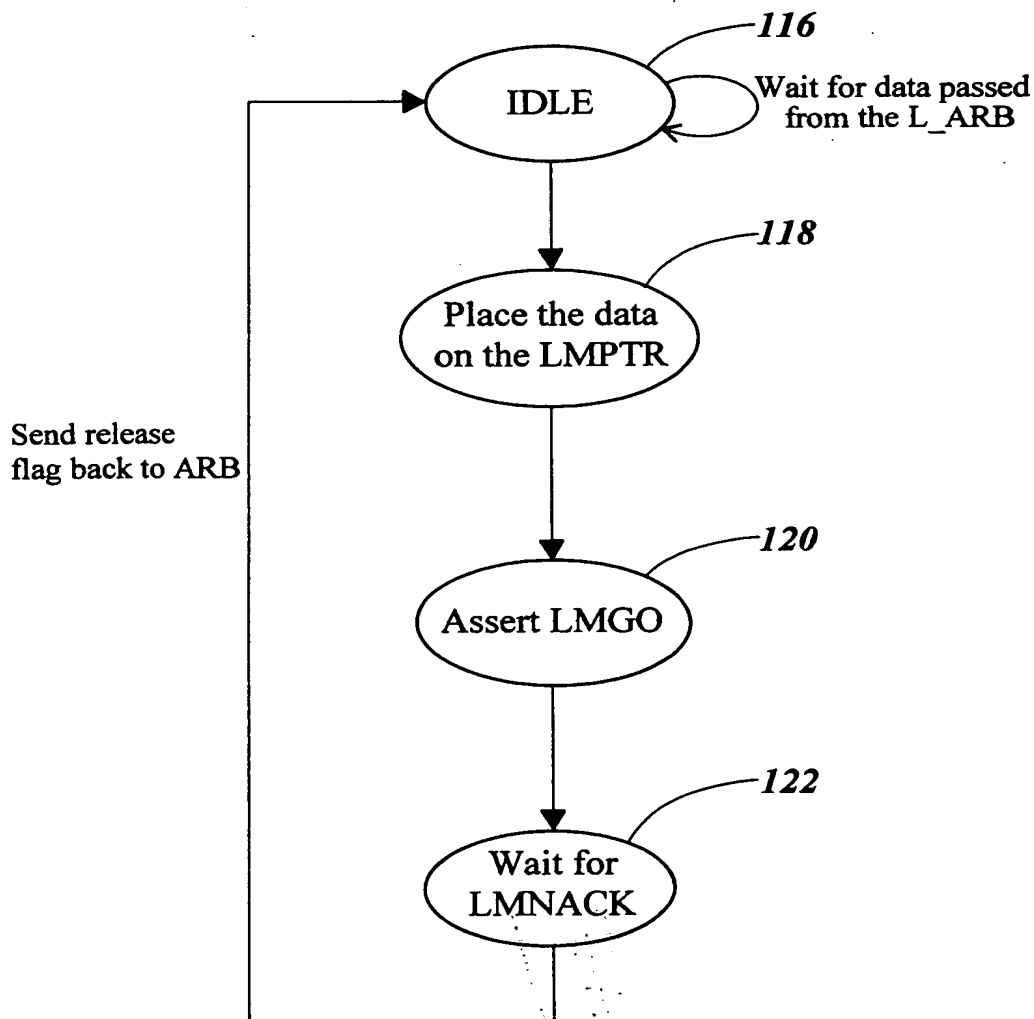 116
IDLE
Wait for data passed
from the L_ARB
118
Place the data
on the LMPTR
Send release
flag back to ARB
120
Assert LMGO
122
Wait for
LMNACK